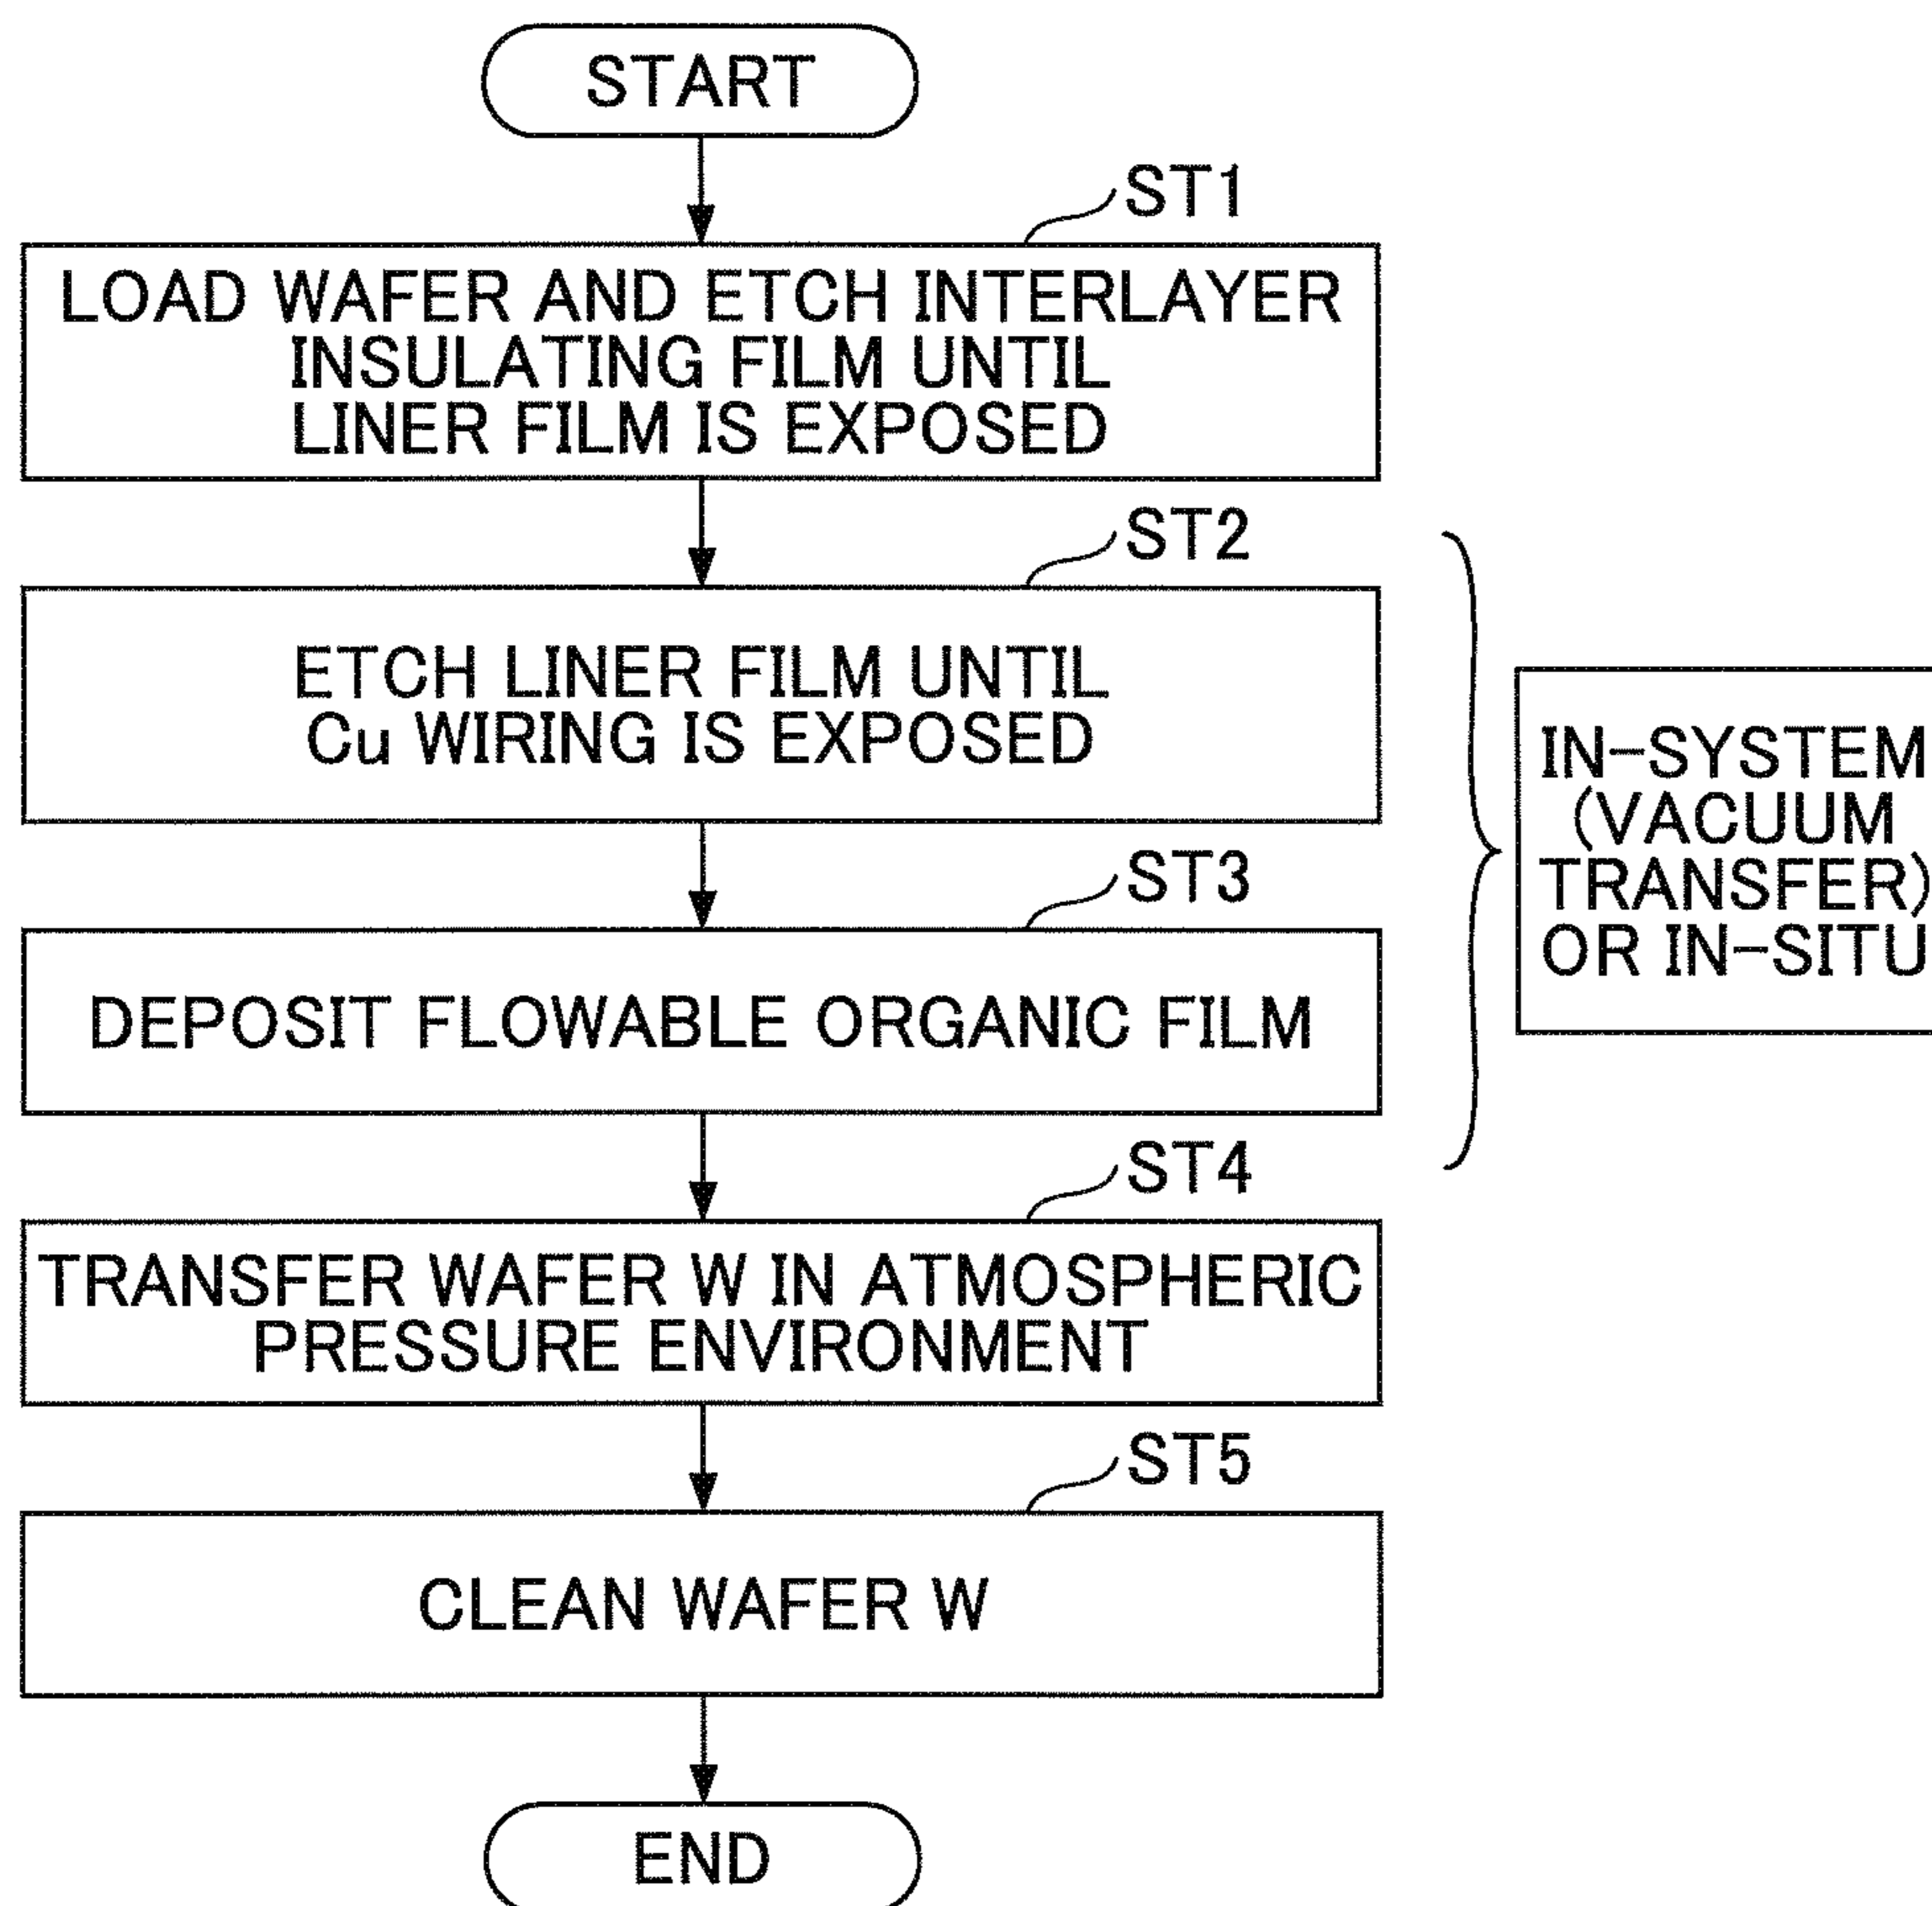 START
ST1
LOAD WAFER AND ETCH INTERLAYER
INSULATING FILM UNTIL
LINER FILM IS EXPOSED
ST2
ETCH LINER FILM UNTIL
Cu WIRING IS EXPOSED
IN-SYSTEM
(VACUUM
TRANSFER)
OR IN-SITU
ST3
DEPOSIT FLOWABLE ORGANIC FILM
ST4
TRANSFER WAFER W IN ATMOSPHERIC
PRESSURE ENVIRONMENT
ST5
CLEAN WAFER W
END